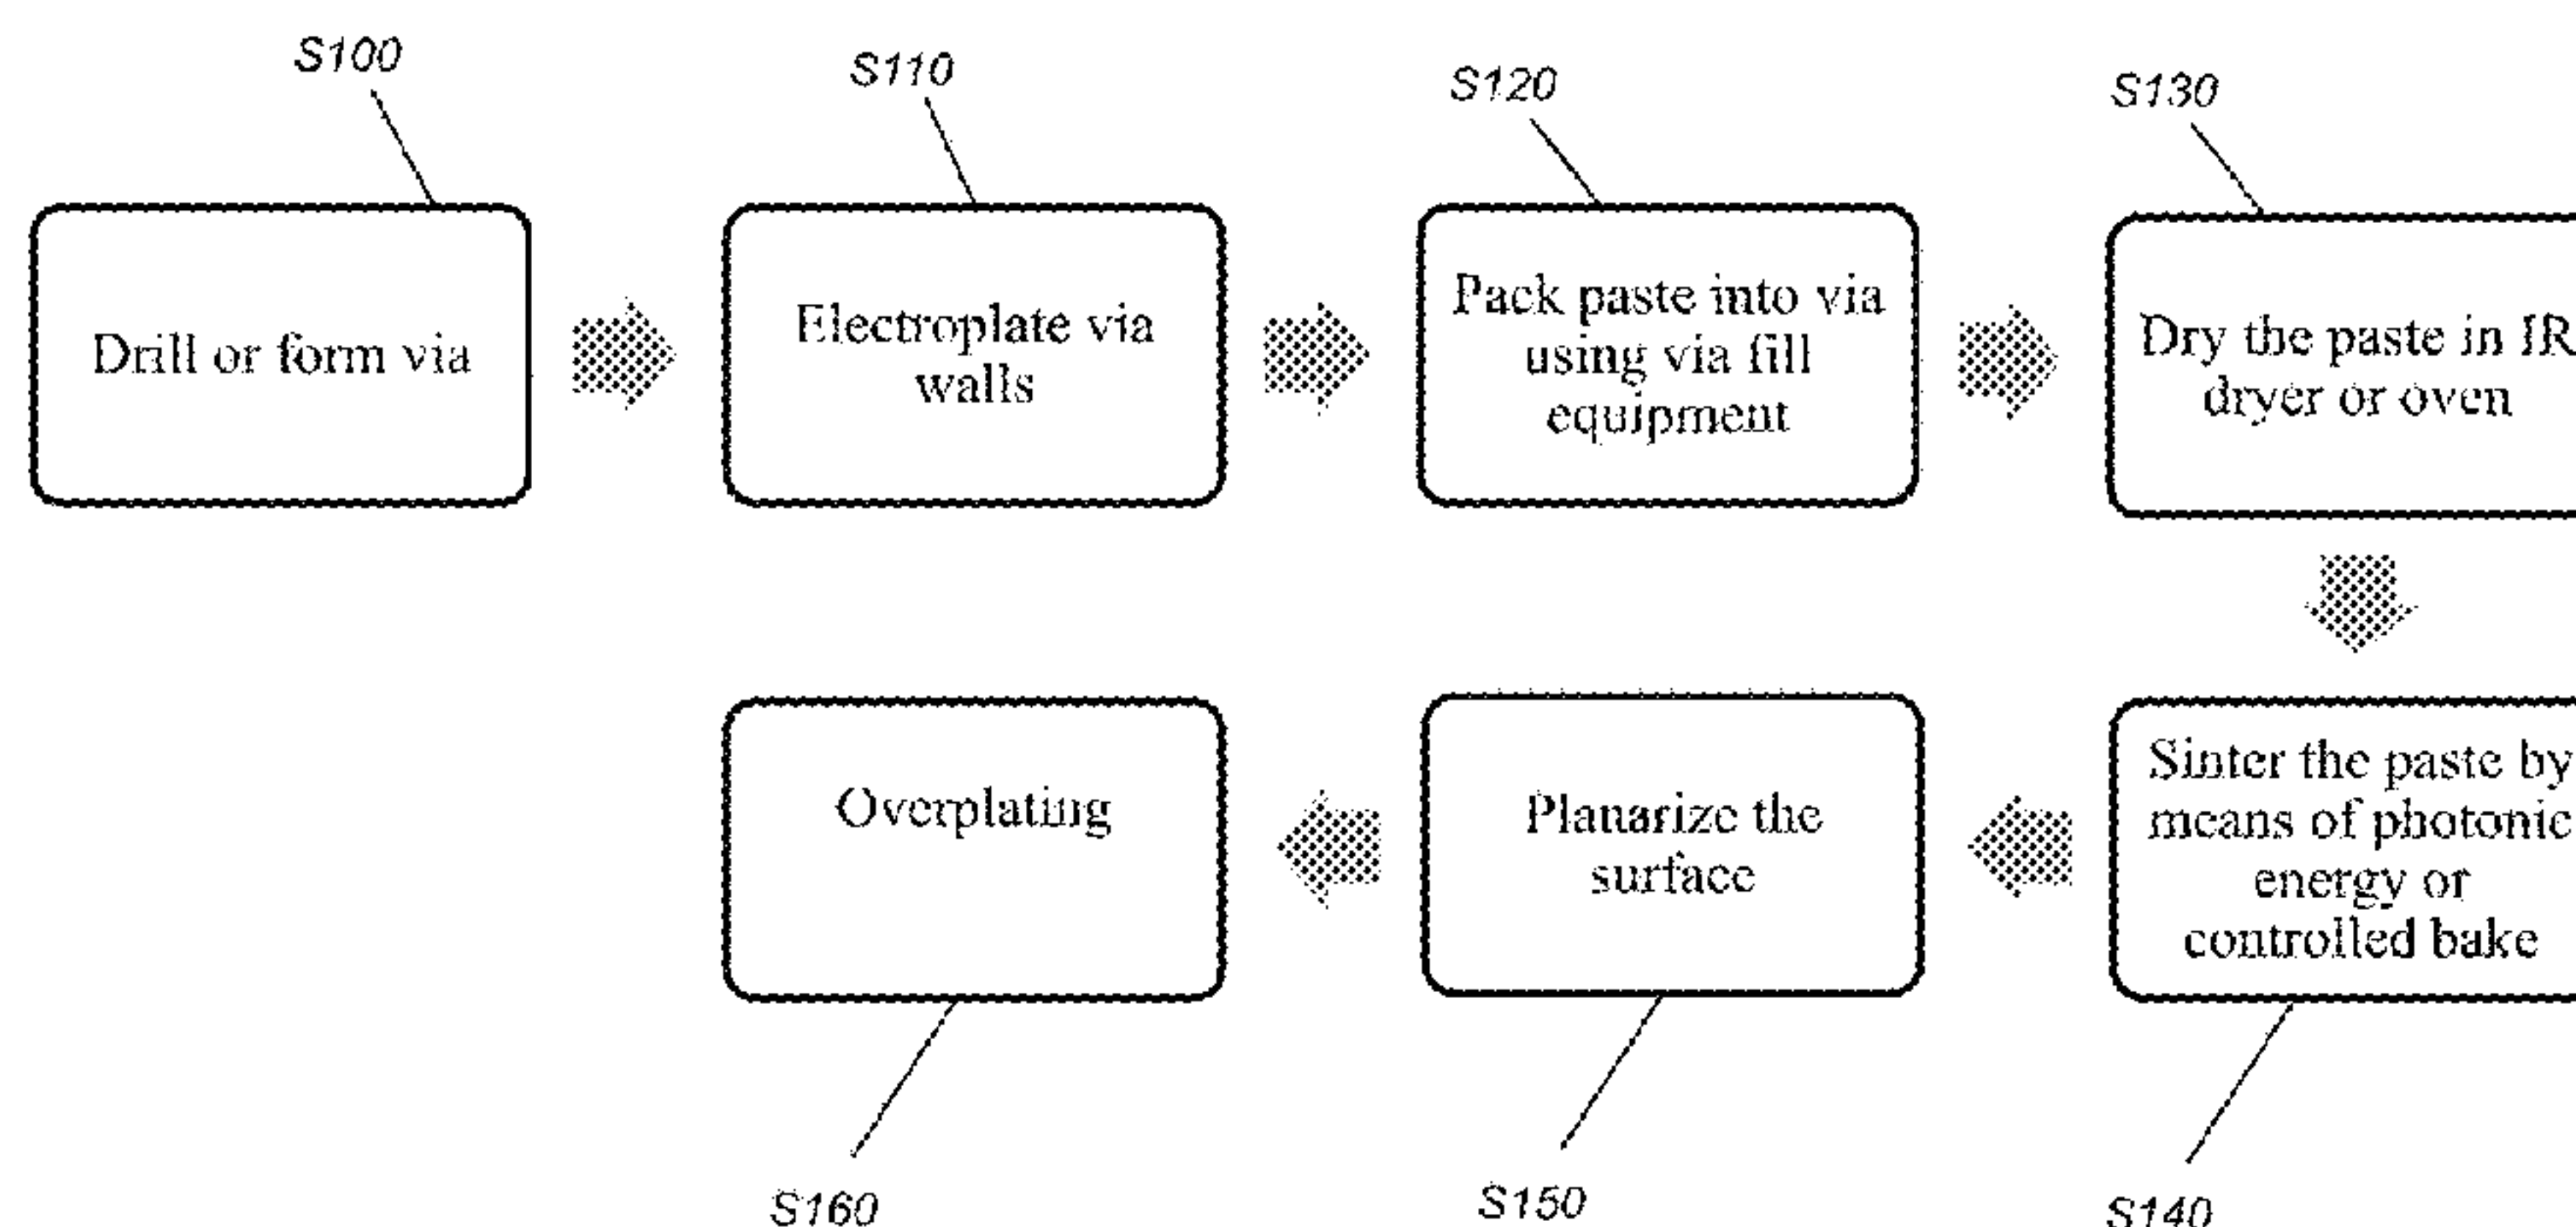 S100
S110
S120
S130
Drill or form via
Electroplate via
walls
Pack paste into via
using via fill
equipment
Dry the paste in IR
dryer or oven
Sinter the paste by
means of photonic
energy or
controlled bake
Planarize the
surface
Overplating
S160
S150
S140